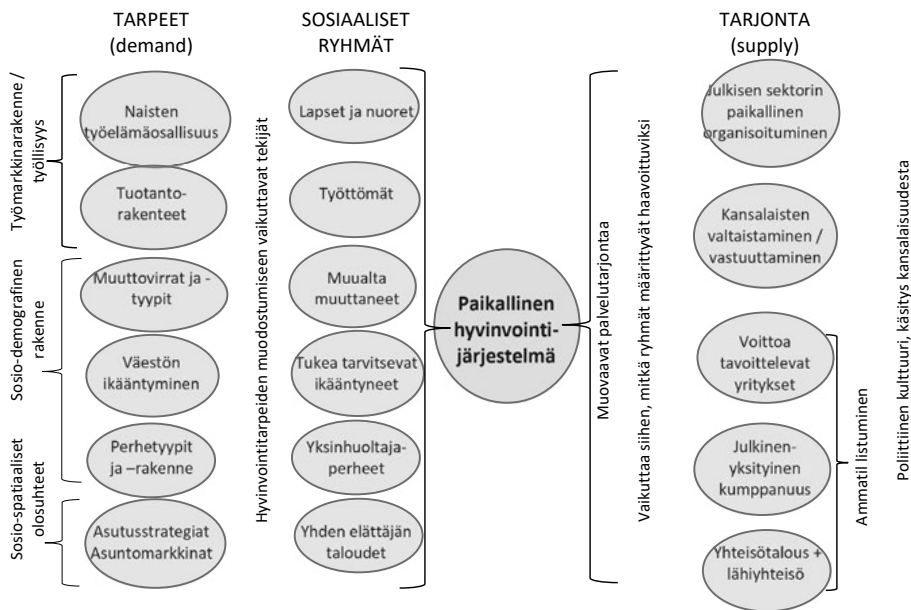 TARPEET
(demand)
SOSIAALISET
RYHMÄT
TARJONTA
(supply)
Työmarkkinarakenne /
työllisyys
Sosio-demografinen
rakenne
Sosio-spatiaaliset
olosuhteet
Naisten
työelämäosallisuus
Tuotanto-
rakenteet
Muuttovirrat ja -
tyypit
Väestön
ikääntyminen
Perhetyypit
ja –rakenne
Asutusstrategiat
Asuntomarkkinat
Hyvinvointitarpeiden muodostumiseen vaikuttavat tekijät
Lapset ja nuoret
Työttömät
Muualta
muuttaneet
Tukea tarvitsevat
ikääntyneet
Yksinhuoltaja-
perheet
Yhden elättäjän
taloudet
Paikallinen
hyvinvointi-
järjestelmä
Muovaavat palvelutarjontaa
Vaikuttaa siihen, mitkä ryhmät määrittyvät haavoittuviksi
Julkisen sektorin
paikallinen
organisoituminen
Kansalaisten
valtaistaminen /
vastuuttaminen
Voittoa
tavoittelevat
yritykset
Julkinen-
yksityinen
kumppanuus
Yhteisötalous +
lähiyhteisö
Ammatil listuminen
Poliittinen kulttuuri, käsitys kansalaisuudesta